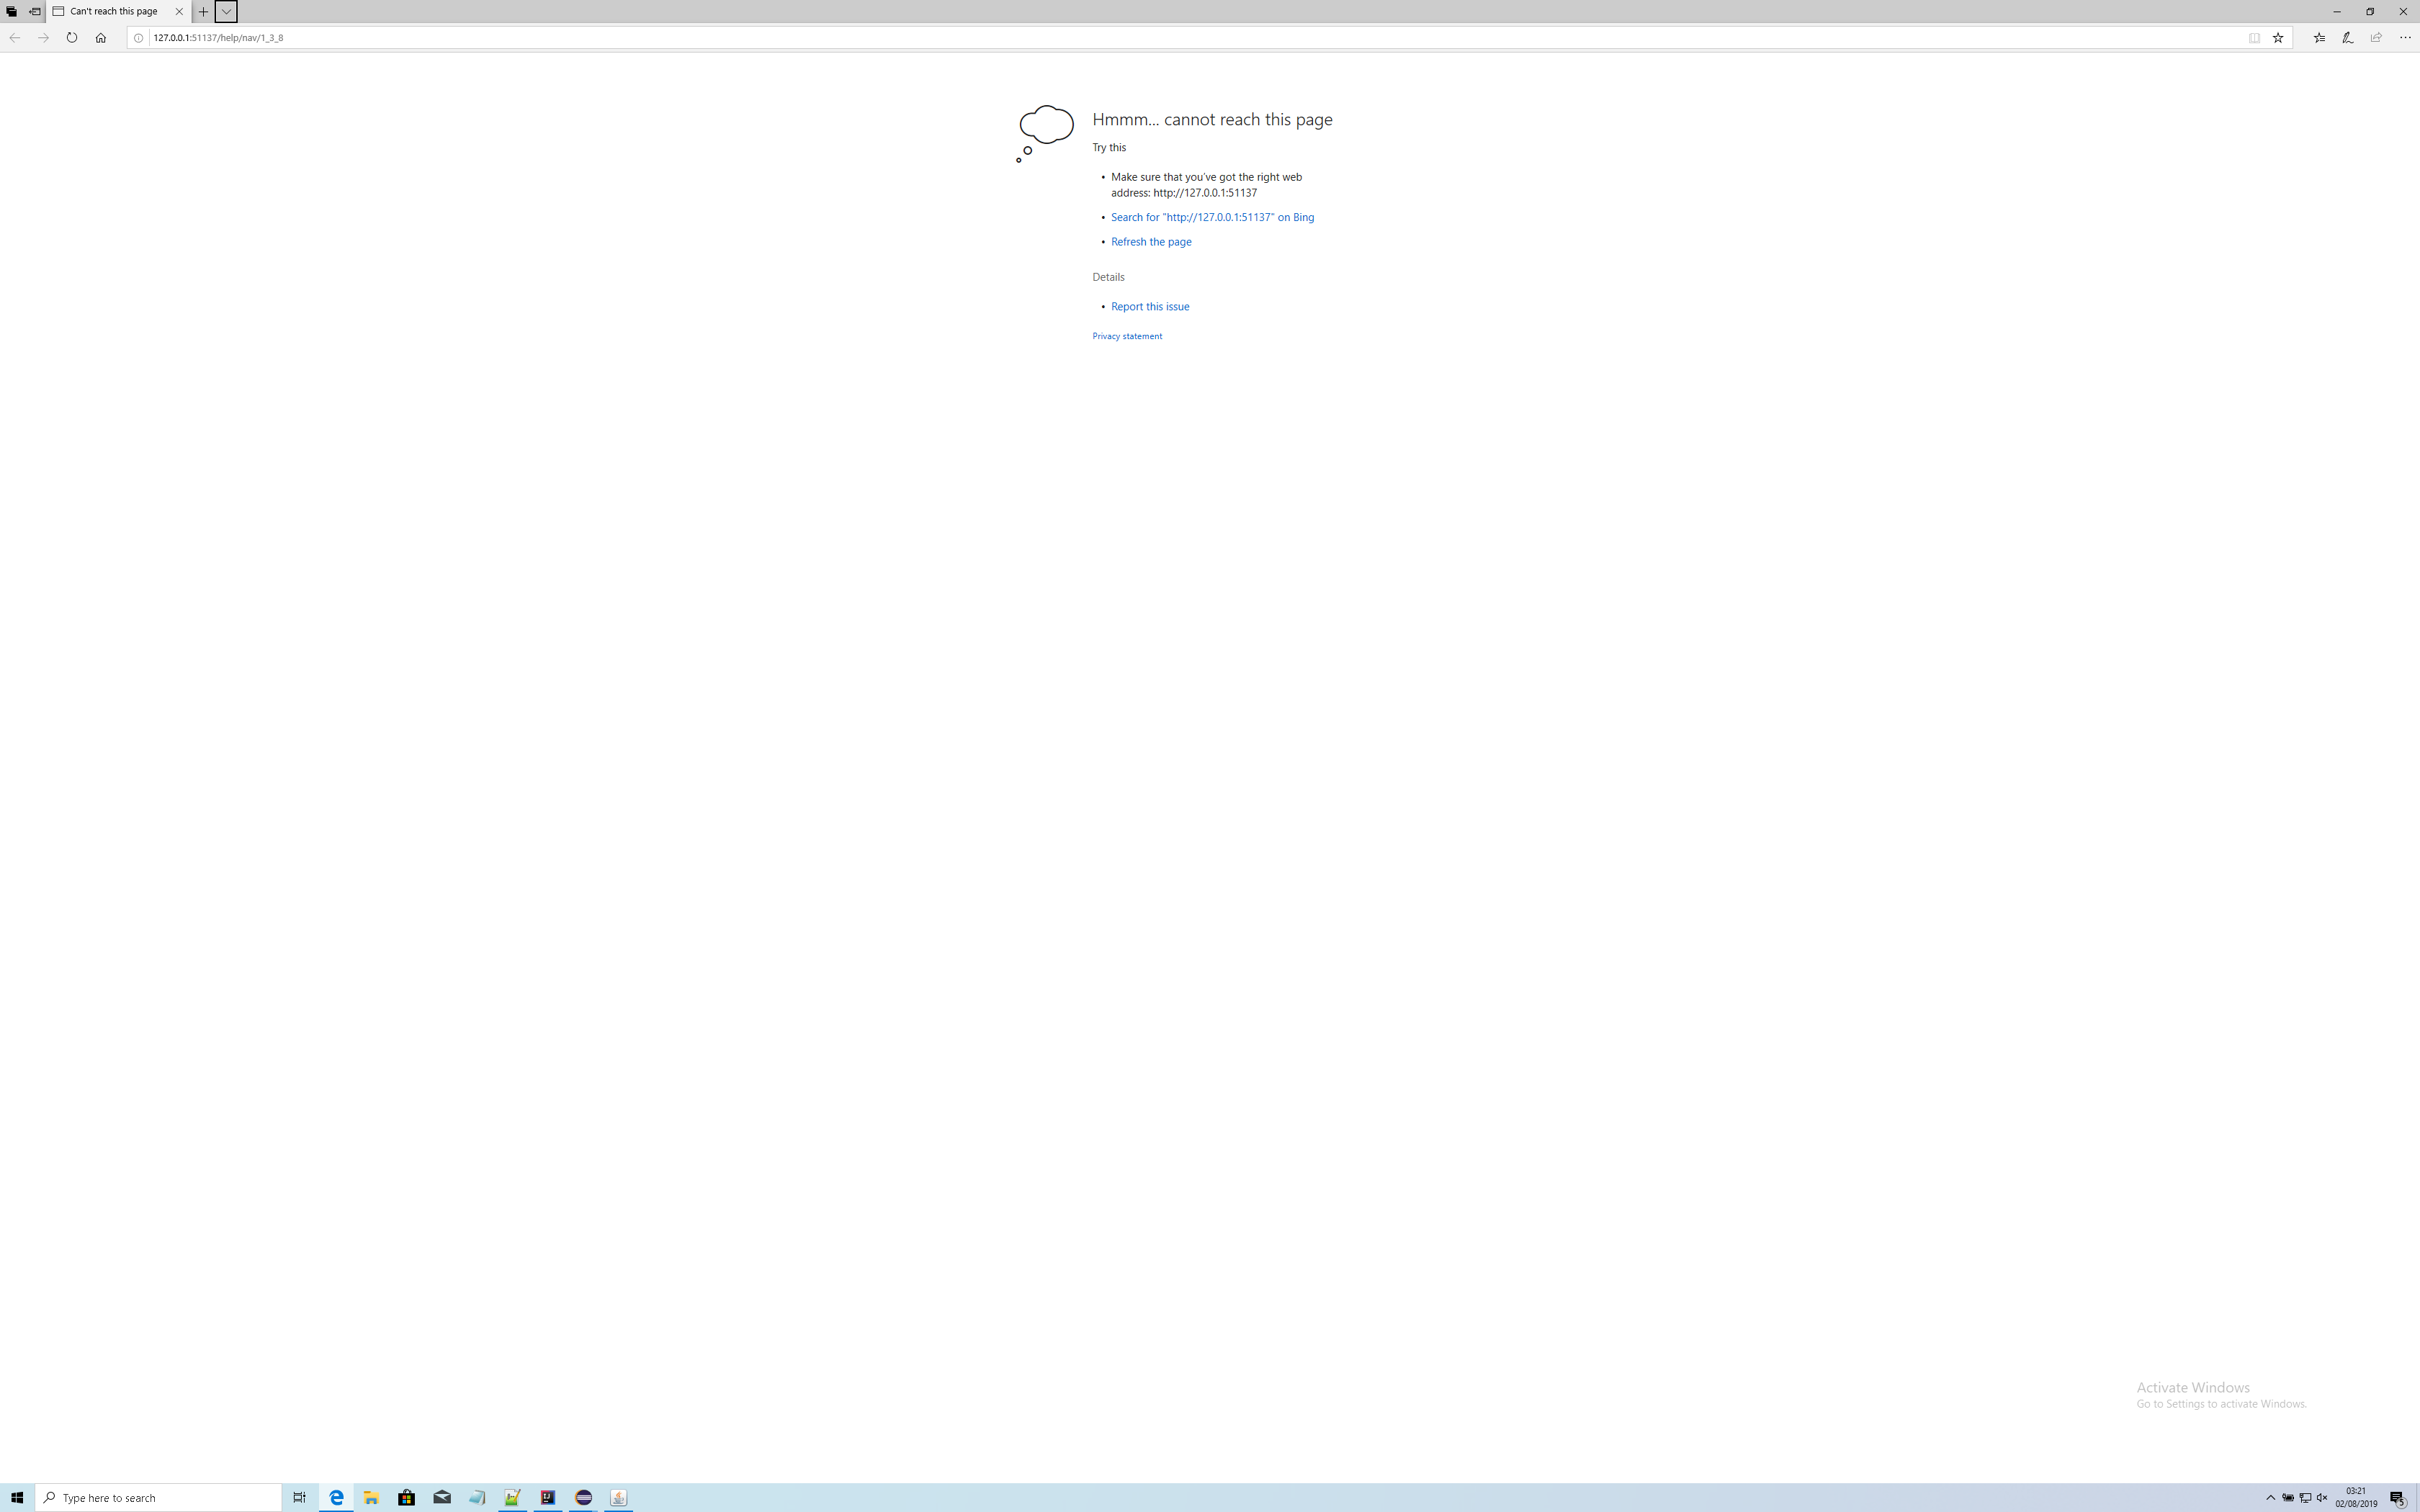 Can't reach this page
127.0.0.1:51137/help/nav/1_3_8
Hmmm... cannot reach this page
Try this
• Make sure that you've got the right web
address: http://127.0.0.1:51137
• Search for "http://127.0.0.1:51137" on Bing
• Refresh the page
Details
• Report this issue
Privacy statement
Activate Windows
Go to Settings to activate Windows.
Type here to search
03:21
02/08/2019
5